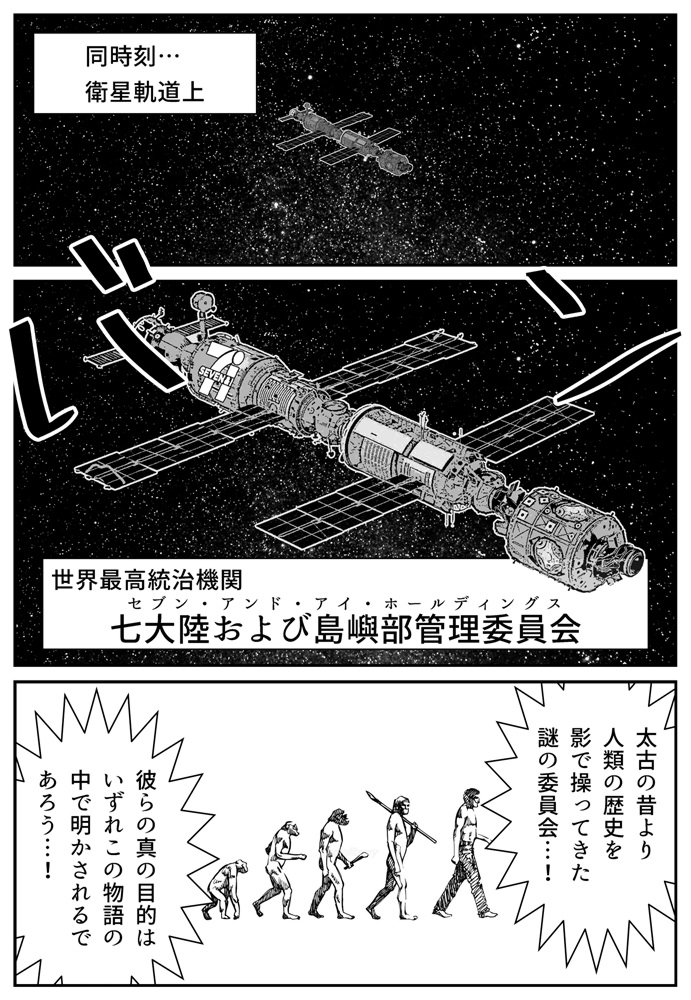 同時刻…
衛星軌道上
世界最高統治機関
セブン・アンド・アイ・ホールディングス
七大陸および島嶼部管理委員会
太古の昔より
人類の歴史を
影で操ってきた
謎の委員会…！
彼らの真の目的は
いずれこの物語の
中で明かされるで
あろう…！